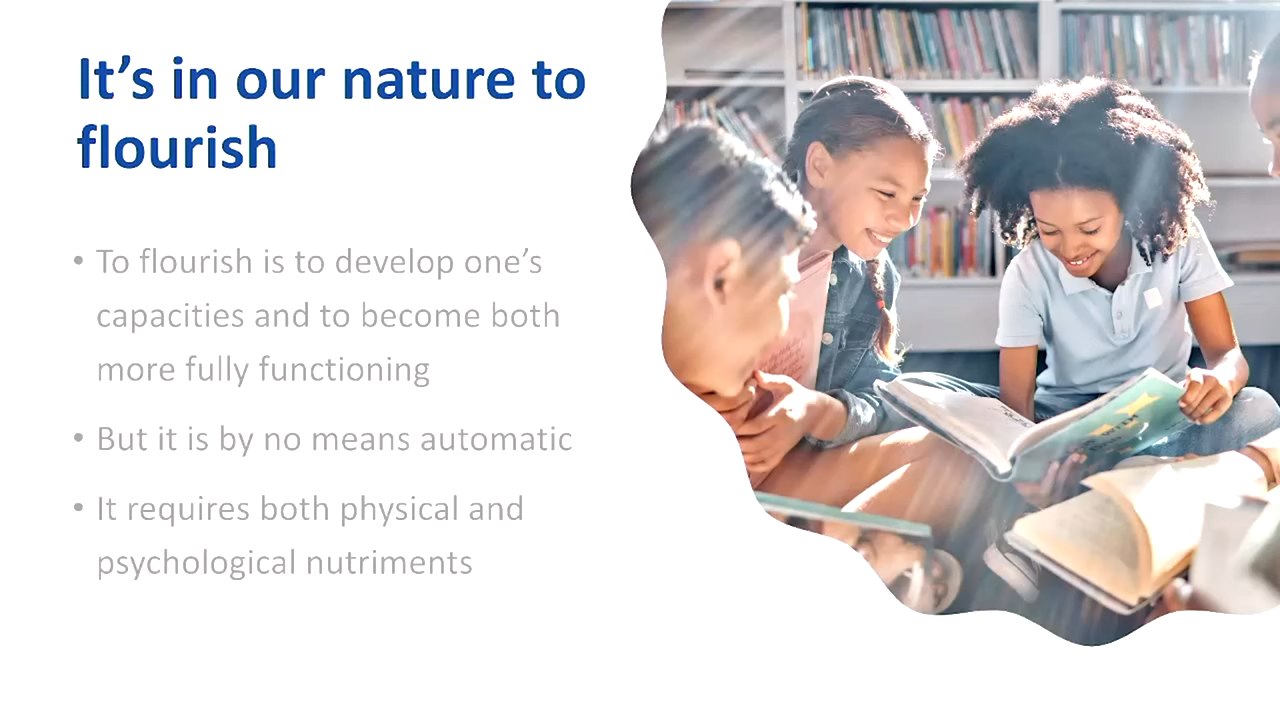 It’s in our nature to
flourish
• To flourish is to develop one’s
capacities and to become both
more fully functioning
• But it is by no means automatic
• It requires both physical and
psychological nutriments